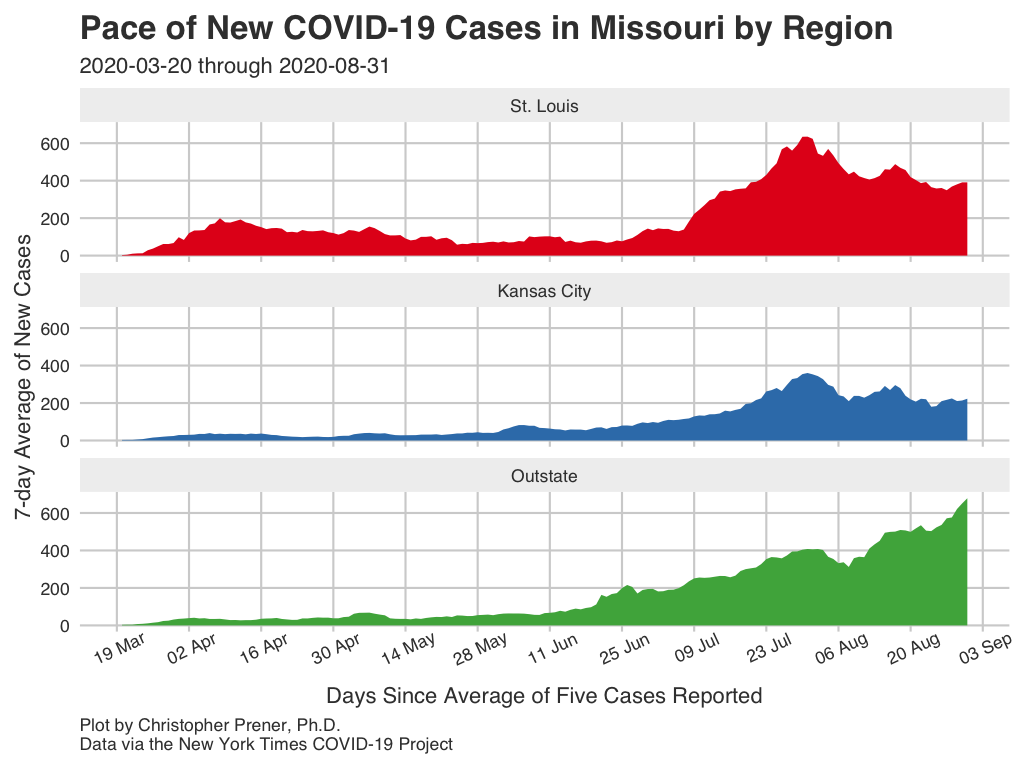 Pace of New COVID-19 Cases in Missouri by Region
2020-03-20 through 2020-08-31
St. Louis
600
400
200
0
Kansas City
600
400
200
0
Outstate
600
400
200
0
7-day Average of New Cases
19 Mar 02 Apr 16 Apr 30 Apr 14 May 28 May 11 Jun 25 Jun 09 Jul 23 Jul 06 Aug 20 Aug 03 Sep
Days Since Average of Five Cases Reported
Plot by Christopher Prener, Ph.D.
Data via the New York Times COVID-19 Project